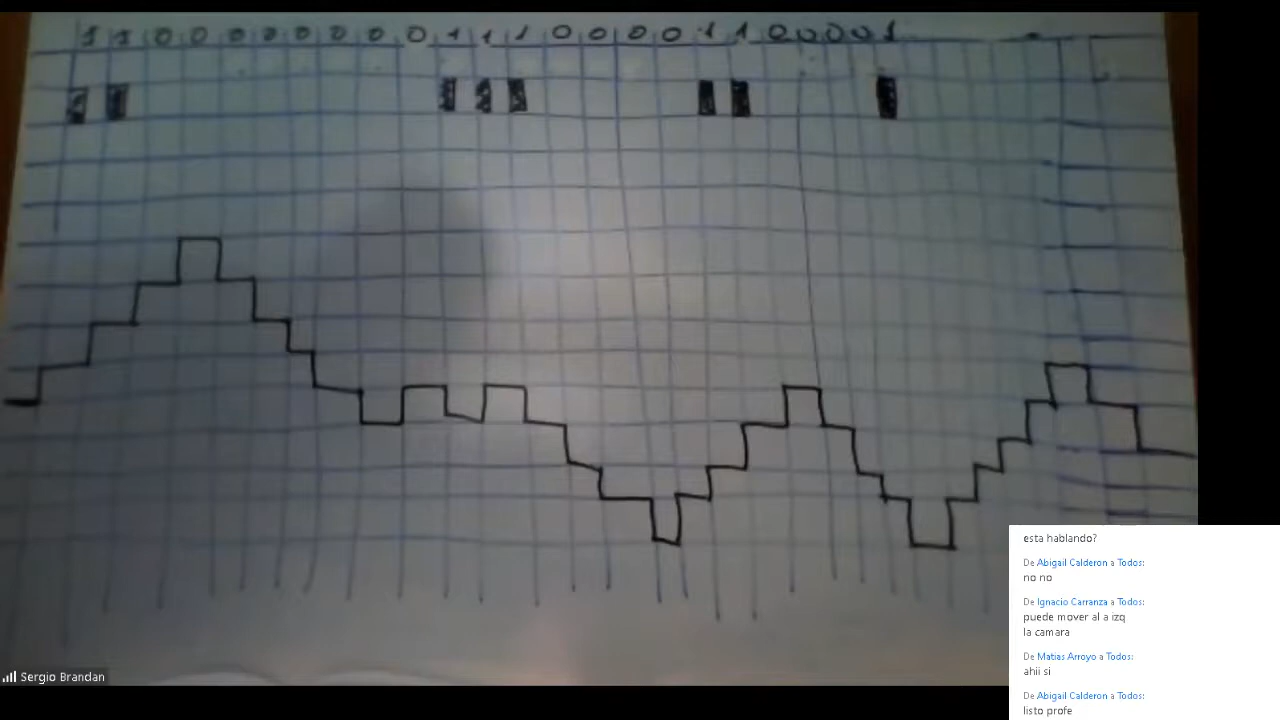 1 1 0 0 0 0 0 0 0 0 1 1 1 0 0 0 0 1 1 0 0 0 0 1
esta hablando?
De Abigail Calderon a Todos:
no no
De Ignacio Carranza a Todos:
puede mover al a izq
la camara
De Matias Arroyo a Todos:
ahii si
De Abigail Calderon a Todos:
listo profe
Sergio Brandan